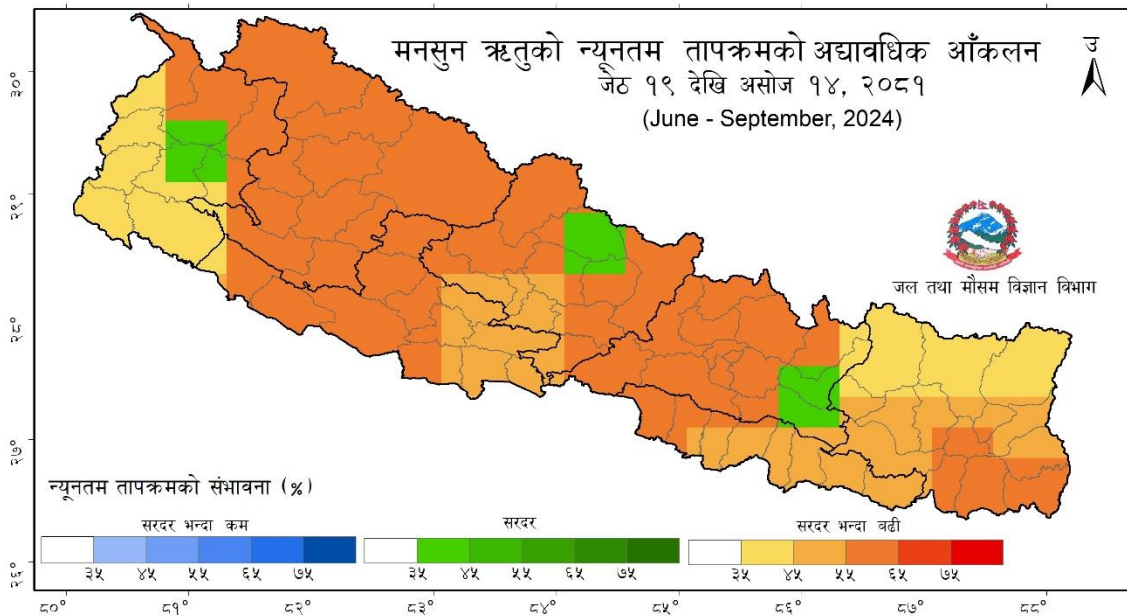 मनसुन ऋतुको न्यूनतम तापक्रमको अद्यावधिक आँकलन
जेठ १९ देखि असोज १४, २०८१
(June - September, 2024)
उ
जल तथा मौसम विज्ञान विभाग
३०°
२९°
२८°
२७°
२६°
न्यूनतम तापक्रमको संभावना (%)
सरदर भन्दा कम
सरदर
सरदर भन्दा बढी
३५ ४५ ५५ ६५ ७५
३५ ४५ ५५ ६५ ७५
३५ ४५ ५५ ६५ ७५
८०° ८१° ८२° ८३° ८४° ८५° ८६° ८७° ८८°